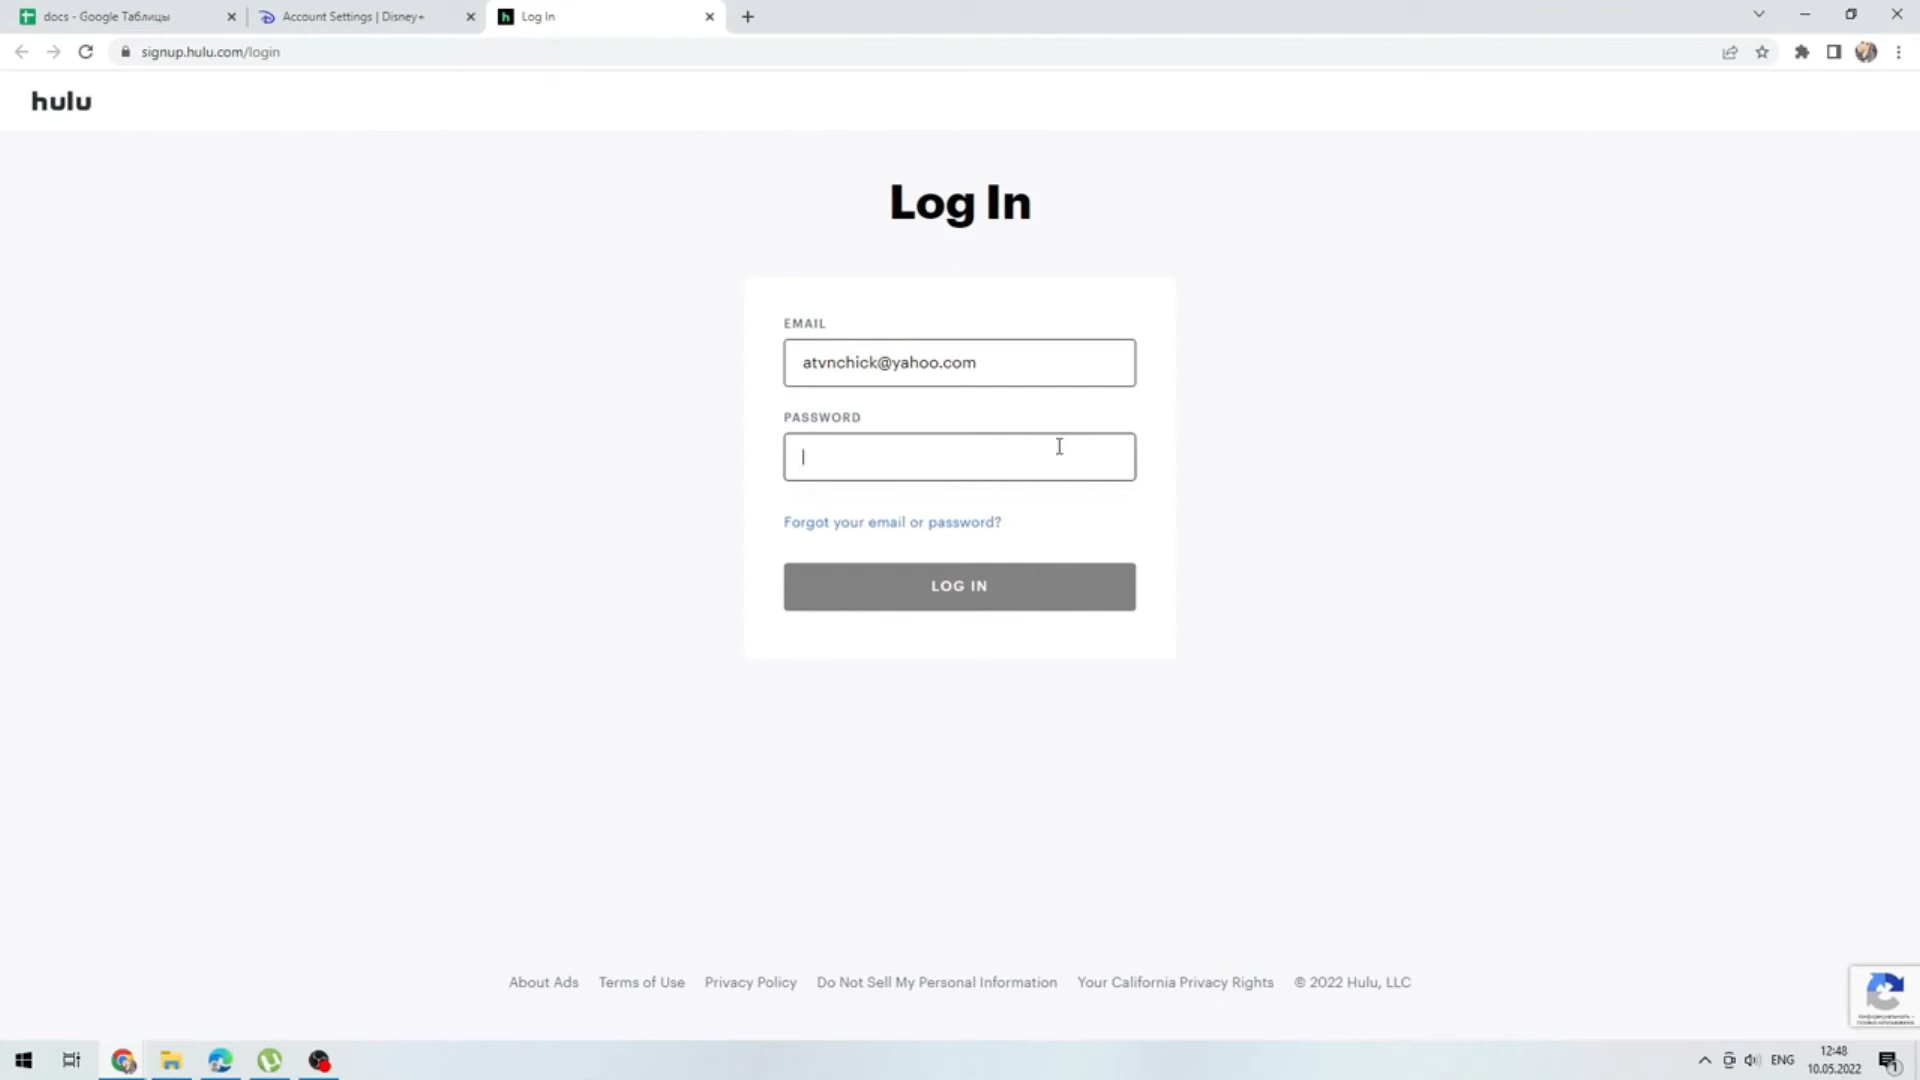 docs - Google Таблицы
Account Settings | Disney+
Log In
signup.hulu.com/login
hulu
Log In
EMAIL
atvnchick@yahoo.com
PASSWORD
Forgot your email or password?
LOG IN
About Ads Terms of Use Privacy Policy Do Not Sell My Personal Information Your California Privacy Rights © 2022 Hulu, LLC
ENG
12:48
10.05.2022